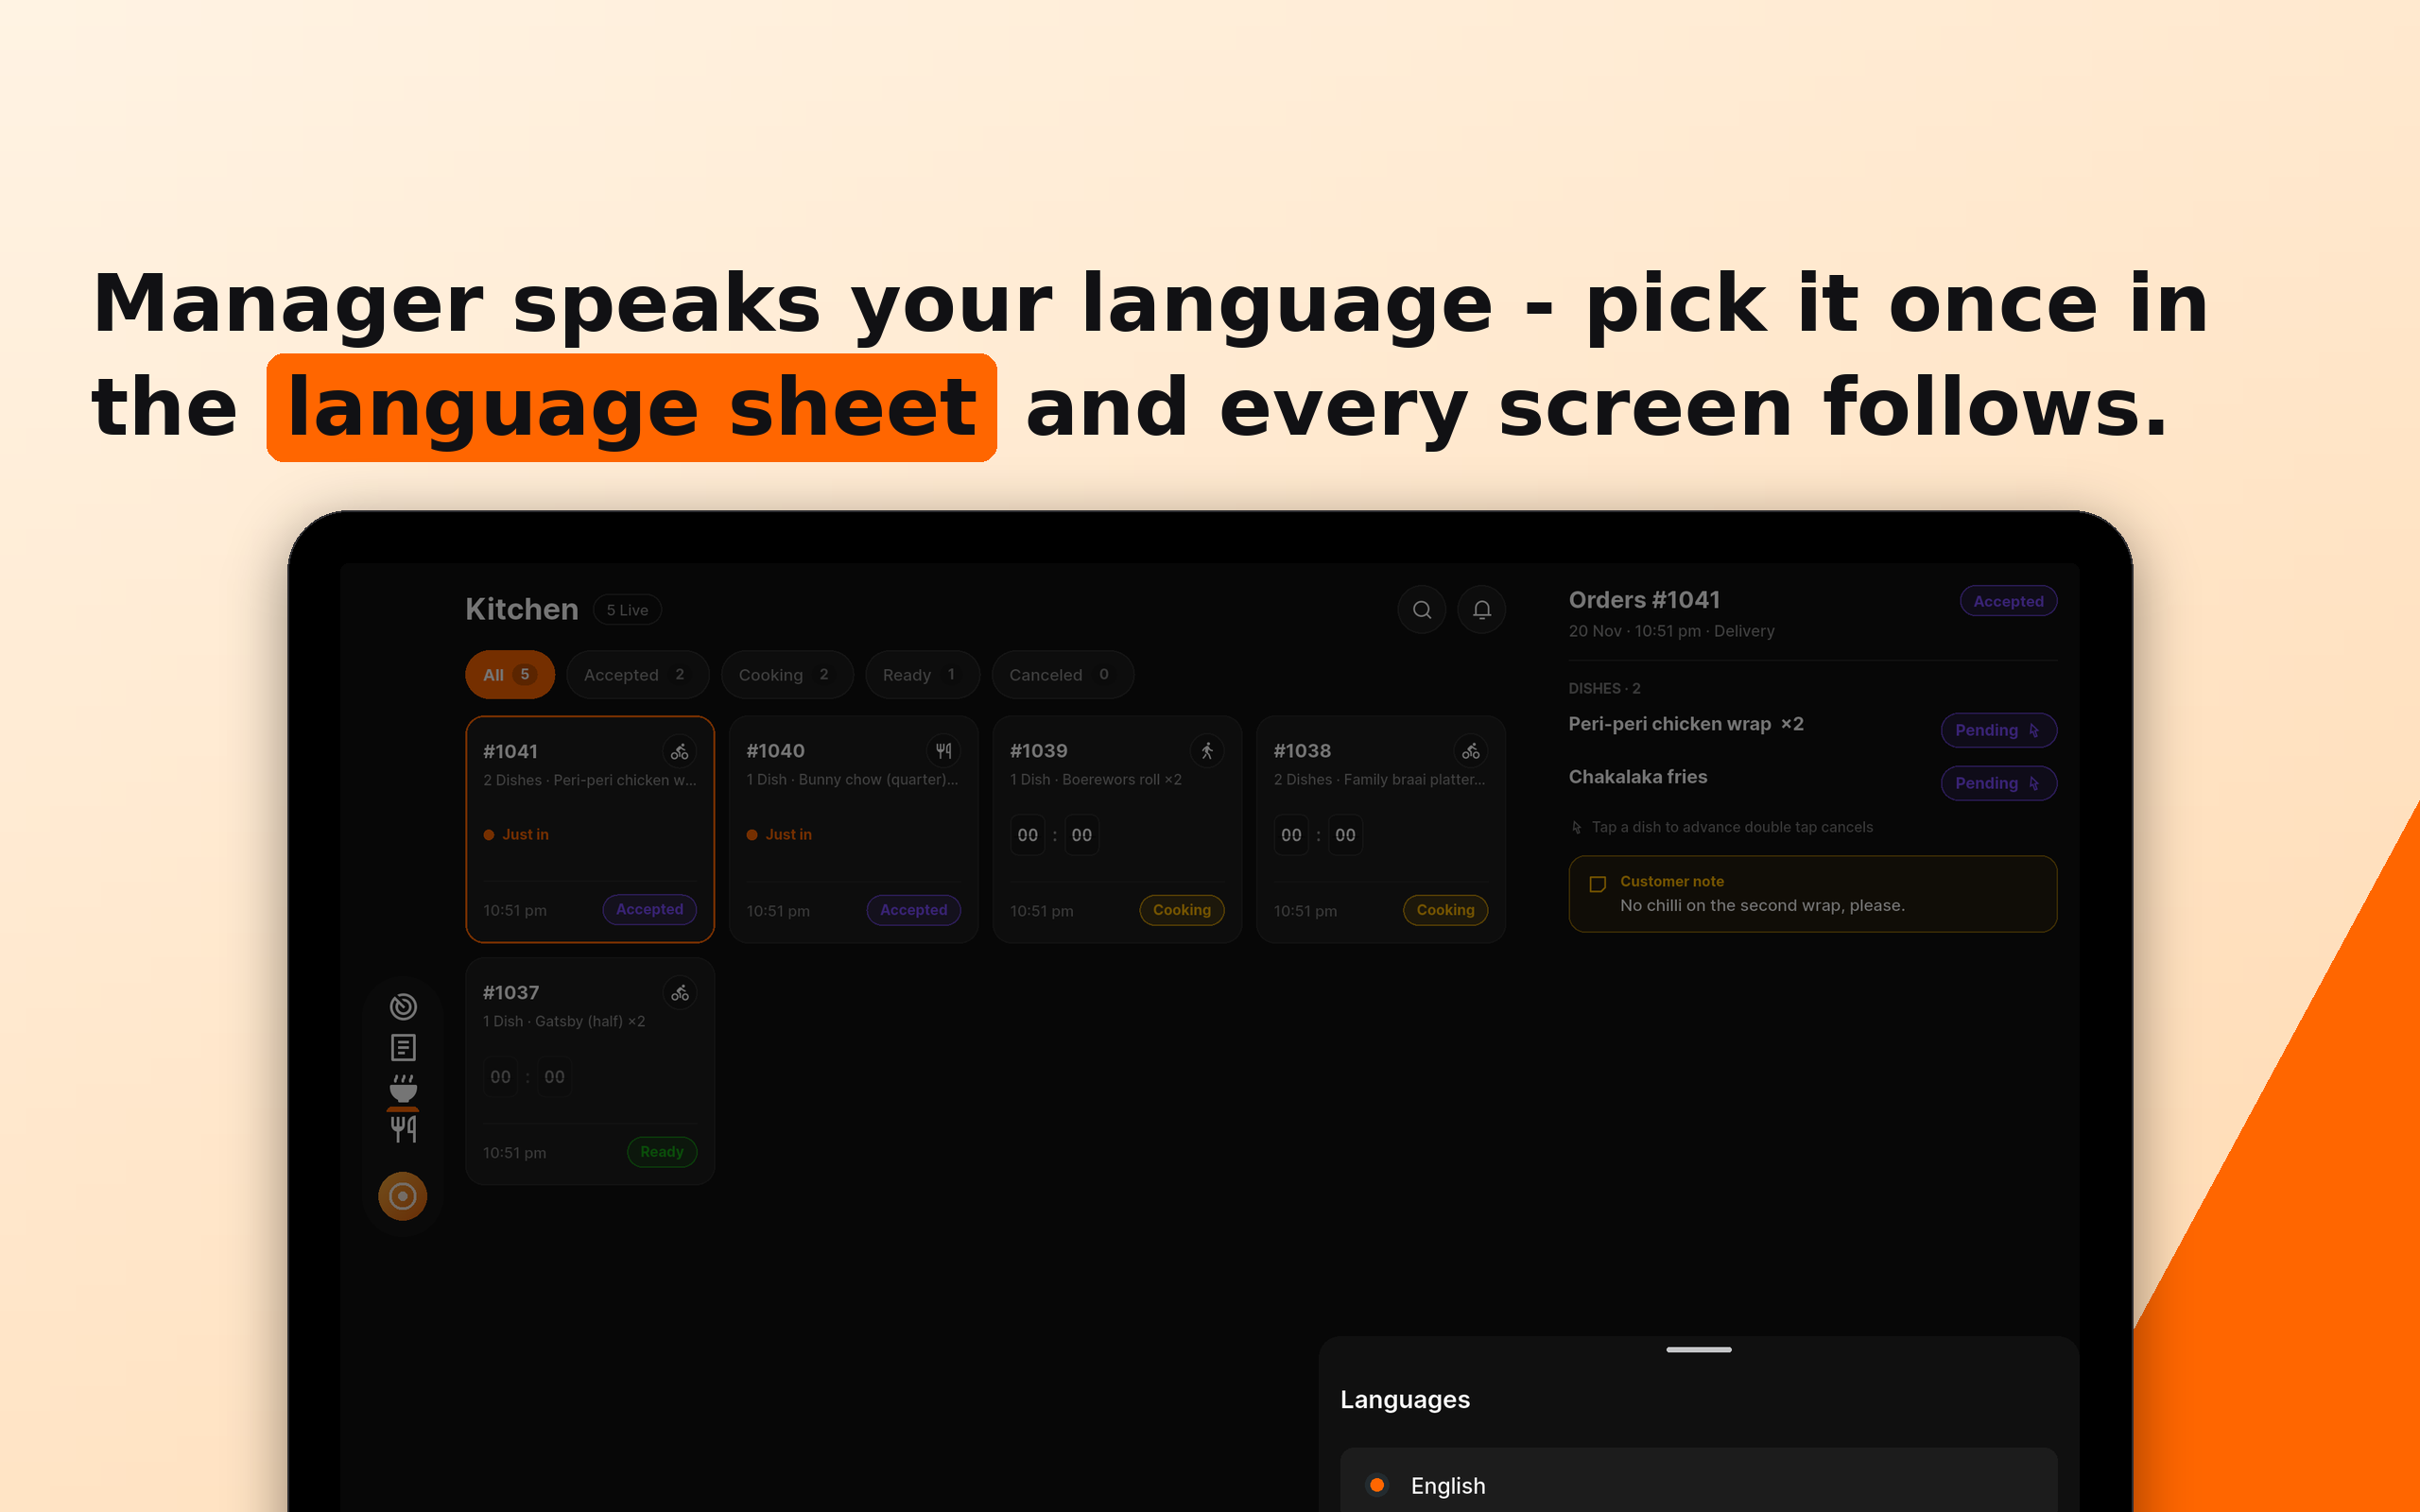 Manager speaks your language - pick it once in
the language sheet and every screen follows.
Kitchen 5 Live
All 5 Accepted 2 Cooking 2 Ready 1 Canceled 0
#1041
2 Dishes · Peri-peri chicken w...
Just in
10:51 pm Accepted
#1040
1 Dish · Bunny chow (quarter)...
Just in
10:51 pm Accepted
#1039
1 Dish · Boerewors roll ×2
00 : 00
10:51 pm Cooking
#1038
2 Dishes · Family braai platter...
00 : 00
10:51 pm Cooking
#1037
1 Dish · Gatsby (half) ×2
00 : 00
10:51 pm Ready
Orders #1041 Accepted
20 Nov · 10:51 pm · Delivery
DISHES · 2
Peri-peri chicken wrap ×2 Pending
Chakalaka fries Pending
Tap a dish to advance double tap cancels
Customer note
No chilli on the second wrap, please.
Languages
English